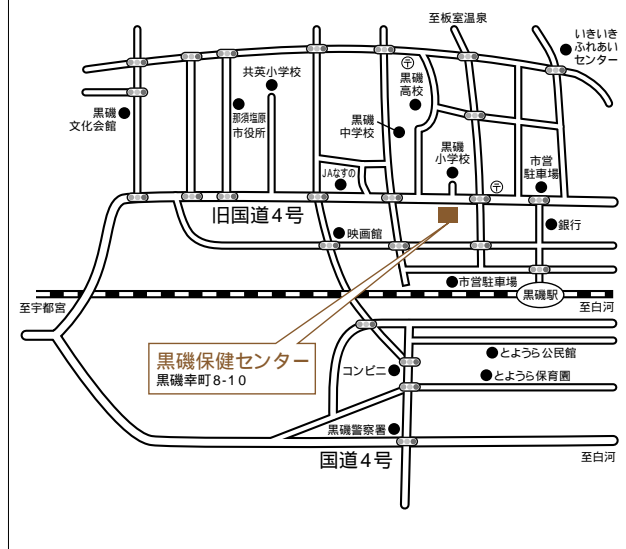 至板室温泉
いきいき
ふれあい
センター
共英小学校
〒
黒磯
高校
黒磯
文化会館
那須塩原
市役所
黒磯
中学校
黒磯
小学校
市営
駐車場
JAなすの
〒
旧国道4号
映画館
銀行
市営駐車場
黒磯駅
至宇都宮
至白河
黒磯保健センター
黒磯幸町8-10
コンビニ
とようら公民館
とようら保育園
黒磯警察署
国道4号
至白河